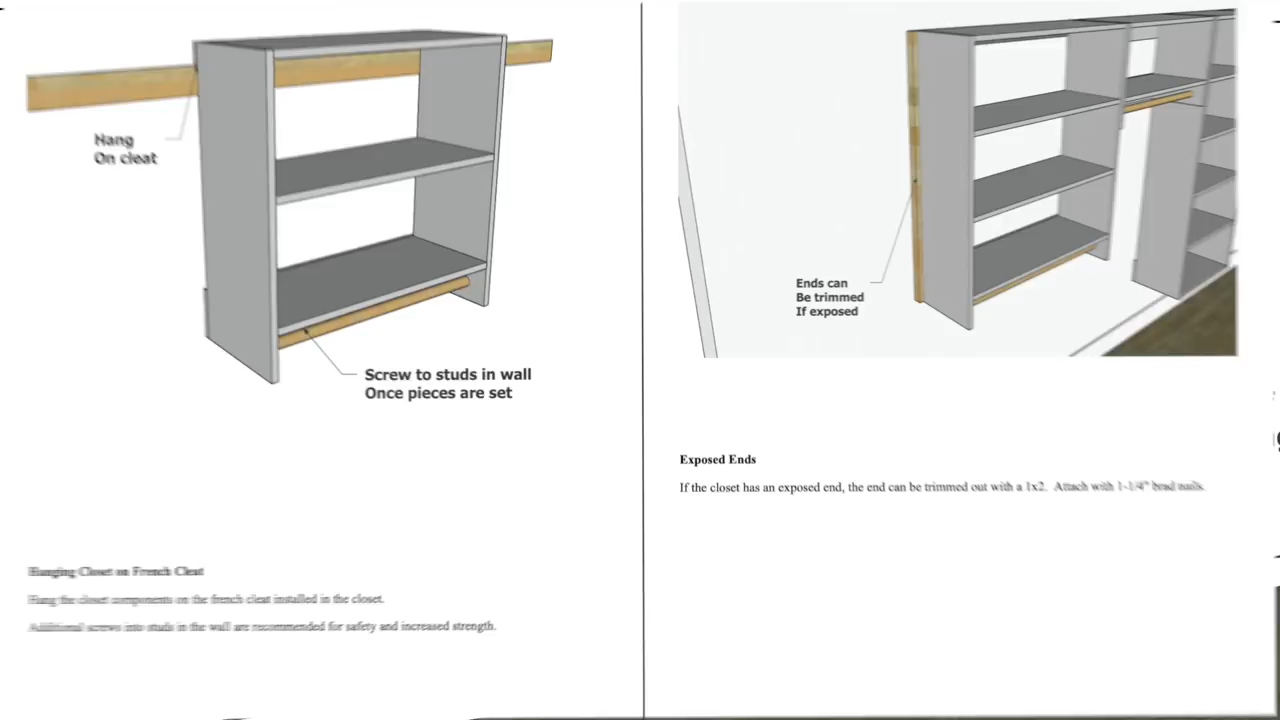 Hang
On cleat
Screw to studs in wall
Once pieces are set
Hanging Closet on French Cleat
Hang the closet components on the french cleat installed in the closet.
Additional screws into studs in the wall are recommended for safety and increased strength.
Ends can
Be trimmed
If exposed
Exposed Ends
If the closet has an exposed end, the end can be trimmed out with a 1x2. Attach with 1-1/4" brad nails.